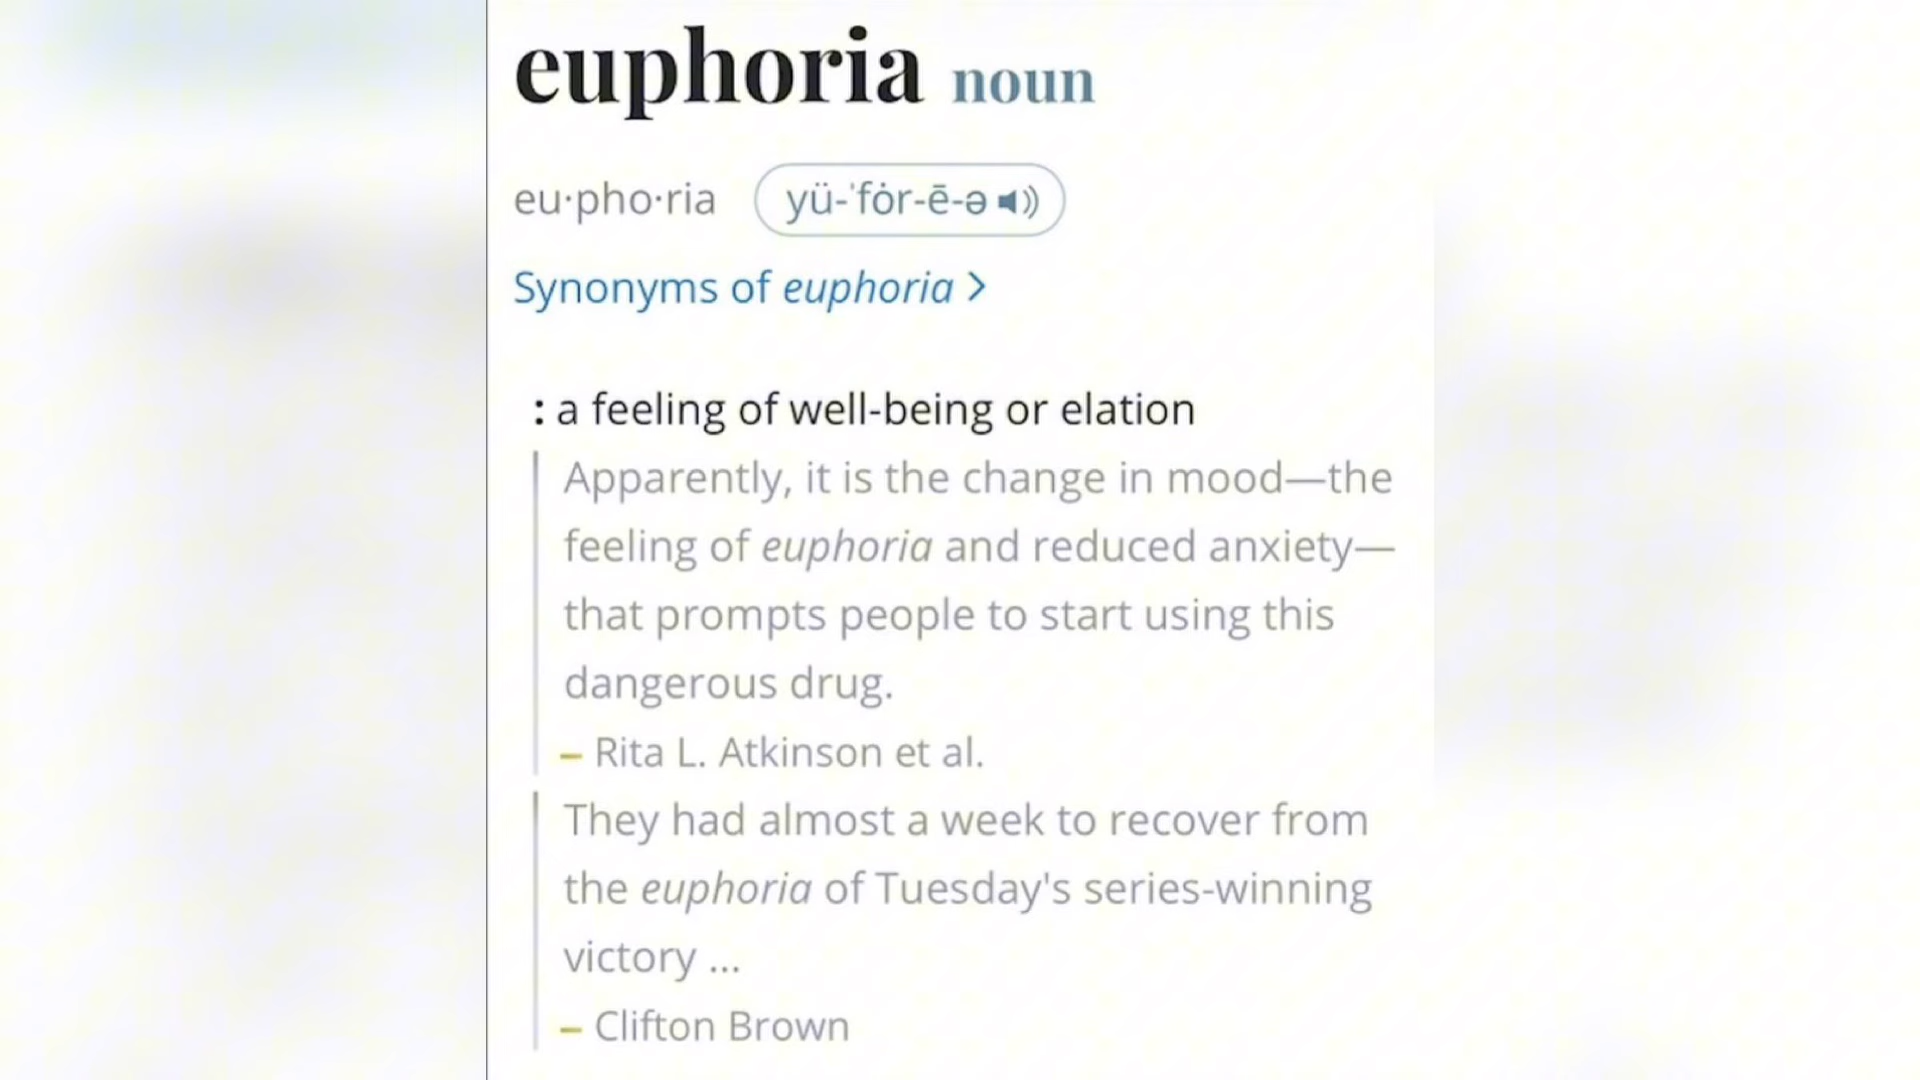 euphoria noun
eu·pho·ria yü-ˈfȯr-ē-ə
Synonyms of euphoria >
: a feeling of well-being or elation
Apparently, it is the change in mood—the
feeling of euphoria and reduced anxiety—
that prompts people to start using this
dangerous drug.
– Rita L. Atkinson et al.
They had almost a week to recover from
the euphoria of Tuesday's series-winning
victory ...
– Clifton Brown